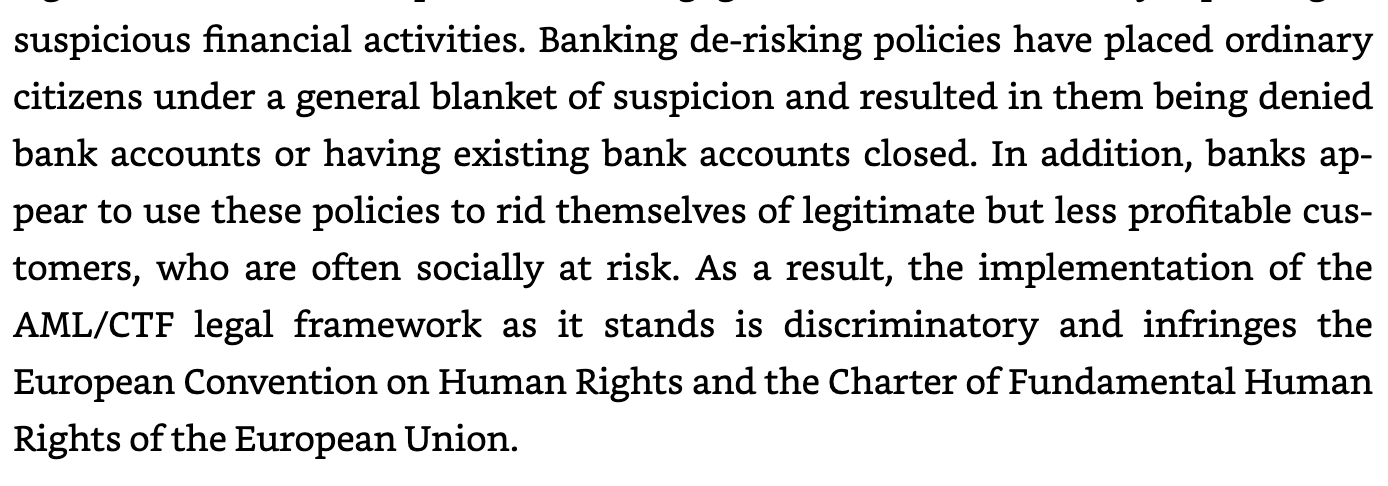 suspicious financial activities. Banking de-risking policies have placed ordinary
citizens under a general blanket of suspicion and resulted in them being denied
bank accounts or having existing bank accounts closed. In addition, banks ap-
pear to use these policies to rid themselves of legitimate but less profitable cus-
tomers, who are often socially at risk. As a result, the implementation of the
AML/CTF legal framework as it stands is discriminatory and infringes the
European Convention on Human Rights and the Charter of Fundamental Human
Rights of the European Union.